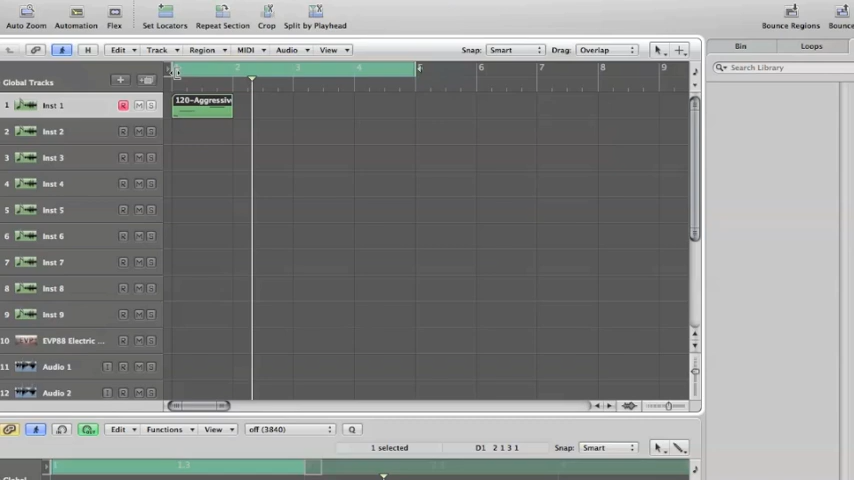 Auto Zoom Automation Flex Set Locators Repeat Section Crop Split by Playhead Bounce Regions Bounce
H Edit Track Region MIDI Audio View Snap: Smart Drag: Overlap Bin Loops
2 3 4 5 6 7 8 9 Search Library
Global Tracks
1 Inst 1 R M S 120-Aggressiv
2 Inst 2 R M S
3 Inst 3 R M S
4 Inst 4 R M S
5 Inst 5 R M S
6 Inst 6 R M S
7 Inst 7 R M S
8 Inst 8 R M S
9 Inst 9 R M S
10 EVP88 Electric ... R M S
11 Audio 1 I R M S
12 Audio 2 I R M S
Edit Functions View off (3840) Q
1 selected D1 2 1 3 1 Snap: Smart
1 1.3
Global